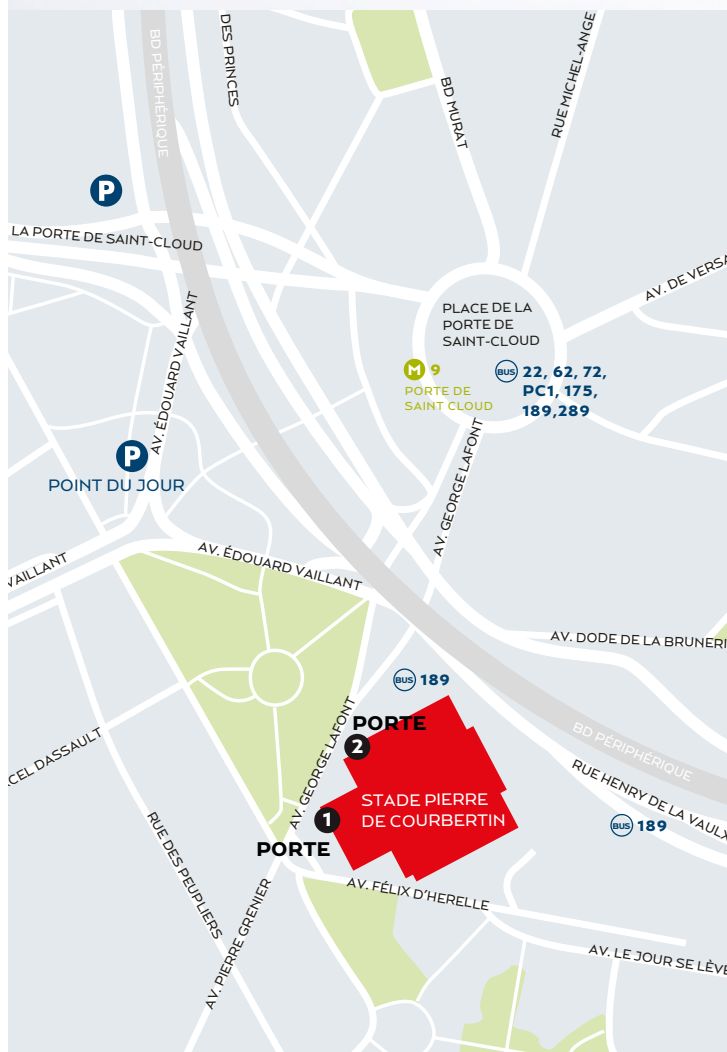 BD PÉRIPHÉRIQUE
DES PRINCES
BD MURAT
RUE MICHEL-ANGE
P
LA PORTE DE SAINT-CLOUD
AV. DE VERSA
PLACE DE LA
PORTE DE
SAINT-CLOUD
M 9
PORTE DE
SAINT CLOUD
BUS 22, 62, 72,
PC1, 175,
189,289
AV. ÉDOUARD VAILLANT
P
POINT DU JOUR
AV. GEORGE LAFONT
VAILLANT
AV. ÉDOUARD VAILLANT
AV. DODE DE LA BRUNERI
BUS 189
PORTE
2
AV. GEORGE LAFONT
BD PÉRIPHÉRIQUE
RCEL DASSAULT
STADE PIERRE
DE COURBERTIN
1
PORTE
RUE HENRY DE LA VAULX
BUS 189
RUE DES PEUPLIERS
AV. FÉLIX D'HERELLE
AV. PIERRE GRENIER
AV. LE JOUR SE LÈVE